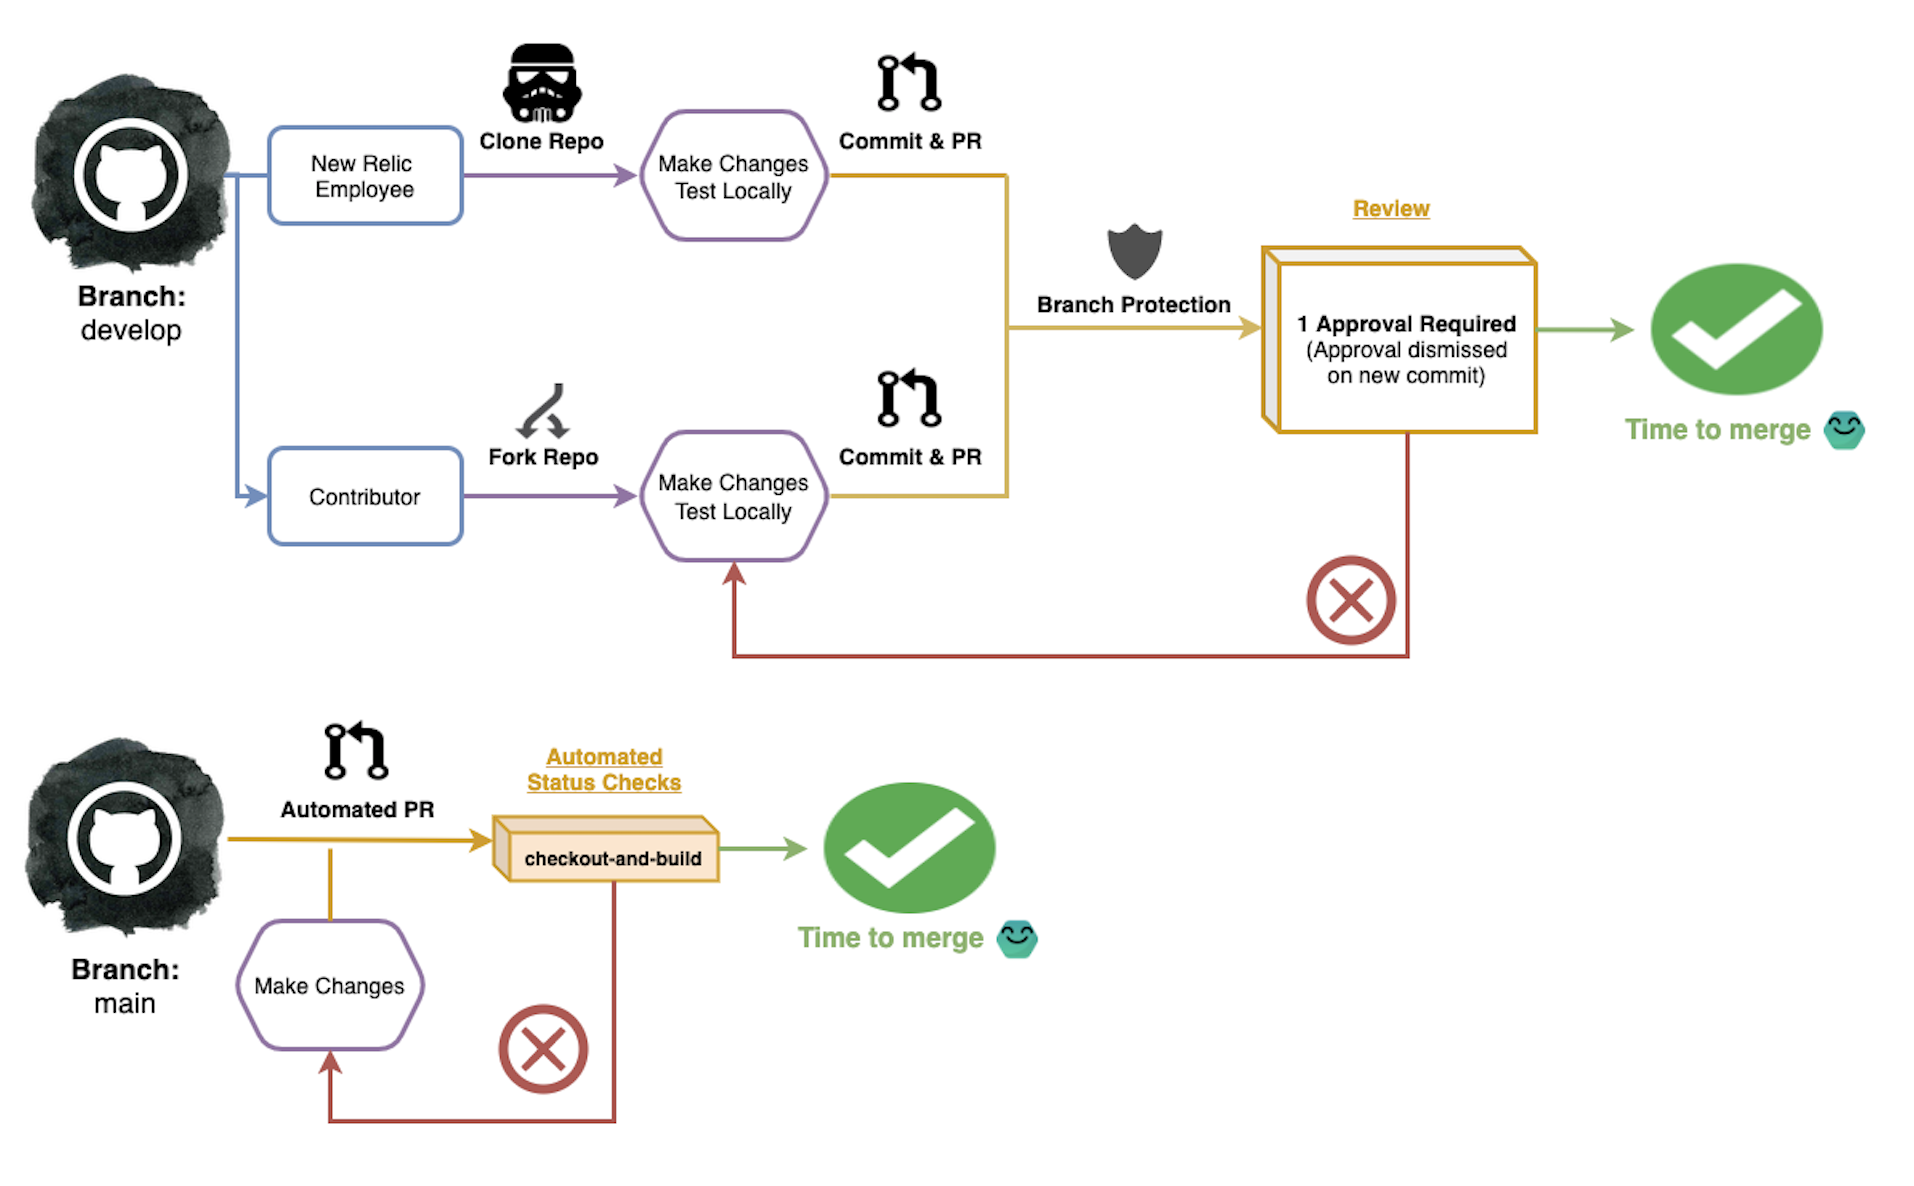 Branch:
develop
New Relic
Employee
Clone Repo
Make Changes
Test Locally
Commit & PR
Contributor
Fork Repo
Make Changes
Test Locally
Commit & PR
Branch Protection
Review
1 Approval Required
(Approval dismissed
on new commit)
Time to merge
Branch:
main
Automated PR
Make Changes
Automated
Status Checks
checkout-and-build
Time to merge